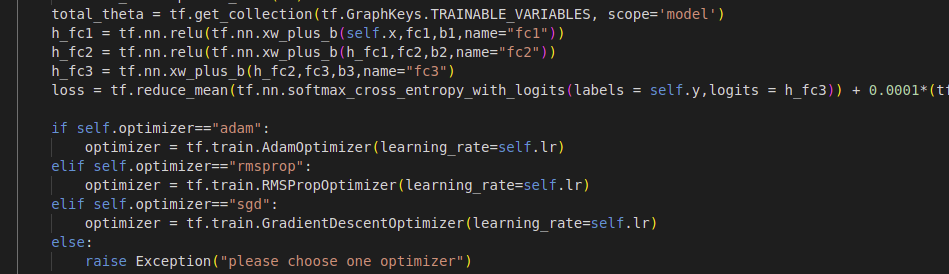 total_theta = tf.get_collection(tf.GraphKeys.TRAINABLE_VARIABLES, scope='model')
h_fc1 = tf.nn.relu(tf.nn.xw_plus_b(self.x,fc1,b1,name="fc1"))
h_fc2 = tf.nn.relu(tf.nn.xw_plus_b(h_fc1,fc2,b2,name="fc2"))
h_fc3 = tf.nn.xw_plus_b(h_fc2,fc3,b3,name="fc3")
loss = tf.reduce_mean(tf.nn.softmax_cross_entropy_with_logits(labels = self.y,logits = h_fc3)) + 0.0001*(tf
if self.optimizer=="adam":
    optimizer = tf.train.AdamOptimizer(learning_rate=self.lr)
elif self.optimizer=="rmsprop":
    optimizer = tf.train.RMSPropOptimizer(learning_rate=self.lr)
elif self.optimizer=="sgd":
    optimizer = tf.train.GradientDescentOptimizer(learning_rate=self.lr)
else:
    raise Exception("please choose one optimizer")